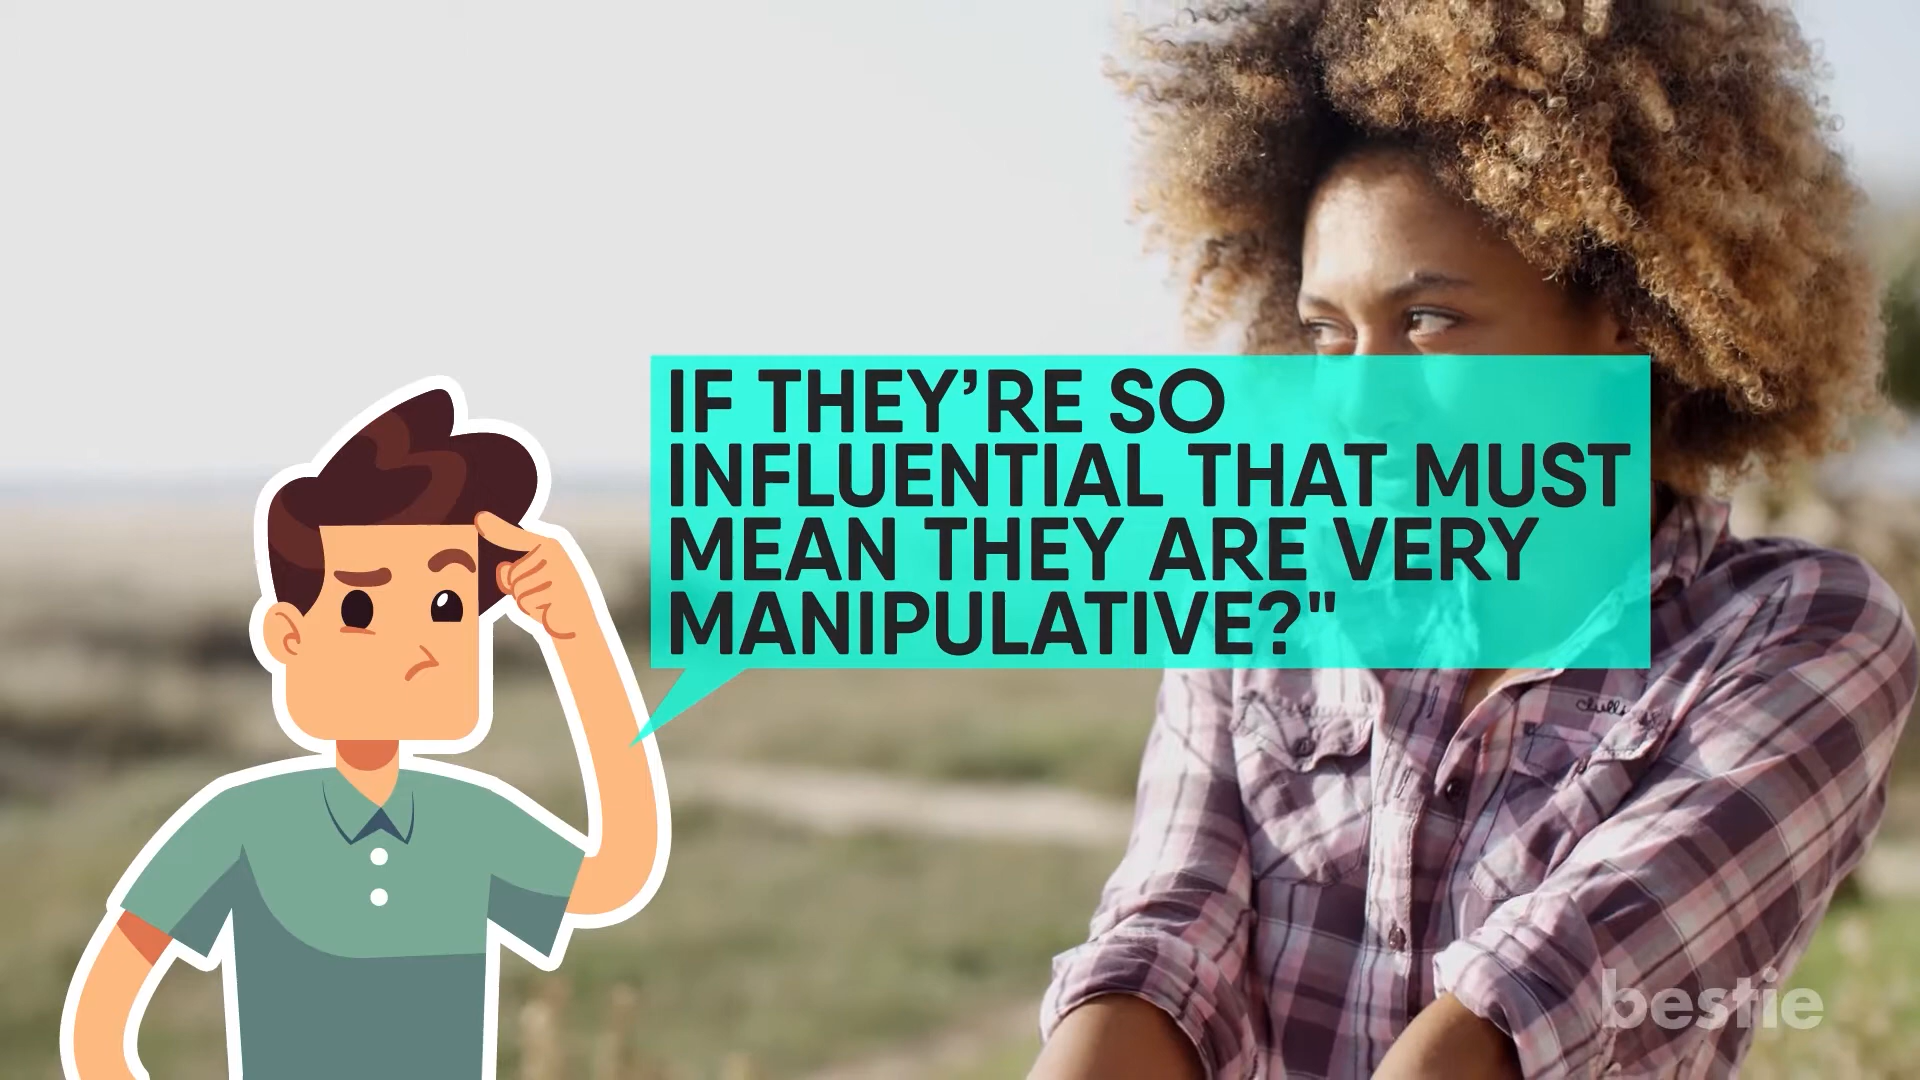 IF THEY’RE SO
INFLUENTIAL THAT MUST
MEAN THEY ARE VERY
MANIPULATIVE?"
bestie